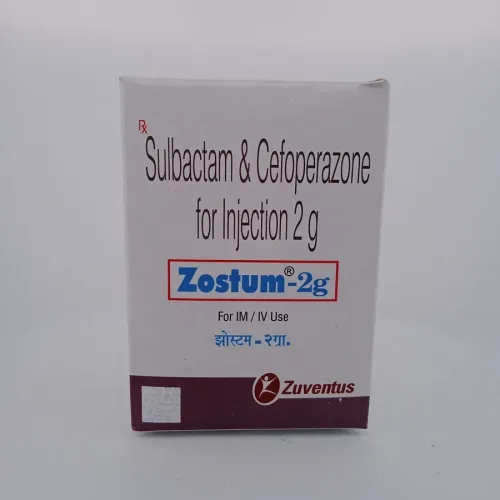 Rx
Sulbactam & Cefoperazone
for Injection 2 g
Zostum®-2g
For IM / IV Use
झोस्टम - २ग्रा.
Zuventus